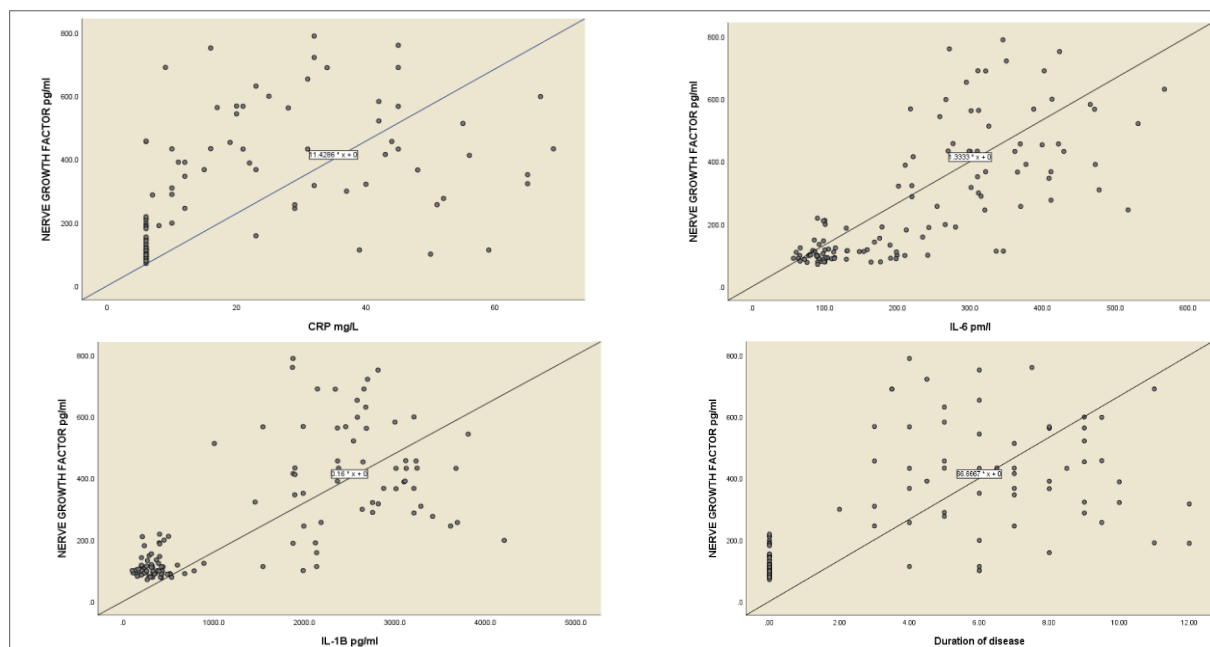 800.0
600.0
400.0
200.0
.0
NERVE GROWTH FACTOR pg/ml
11.4286 * x + 0
0 20 40 60
CRP mg/L
800.0
600.0
400.0
200.0
.0
NERVE GROWTH FACTOR pg/ml
1.3333 * x + 0
.0 100.0 200.0 300.0 400.0 500.0 600.0
IL-6 pm/l
800.0
600.0
400.0
200.0
.0
NERVE GROWTH FACTOR pg/ml
0.16 * x + 0
.0 1000.0 2000.0 3000.0 4000.0 5000.0
IL-1B pg/ml
800.0
600.0
400.0
200.0
.0
NERVE GROWTH FACTOR pg/ml
66.6667 * x + 0
.00 2.00 4.00 6.00 8.00 10.00 12.00
Duration of disease